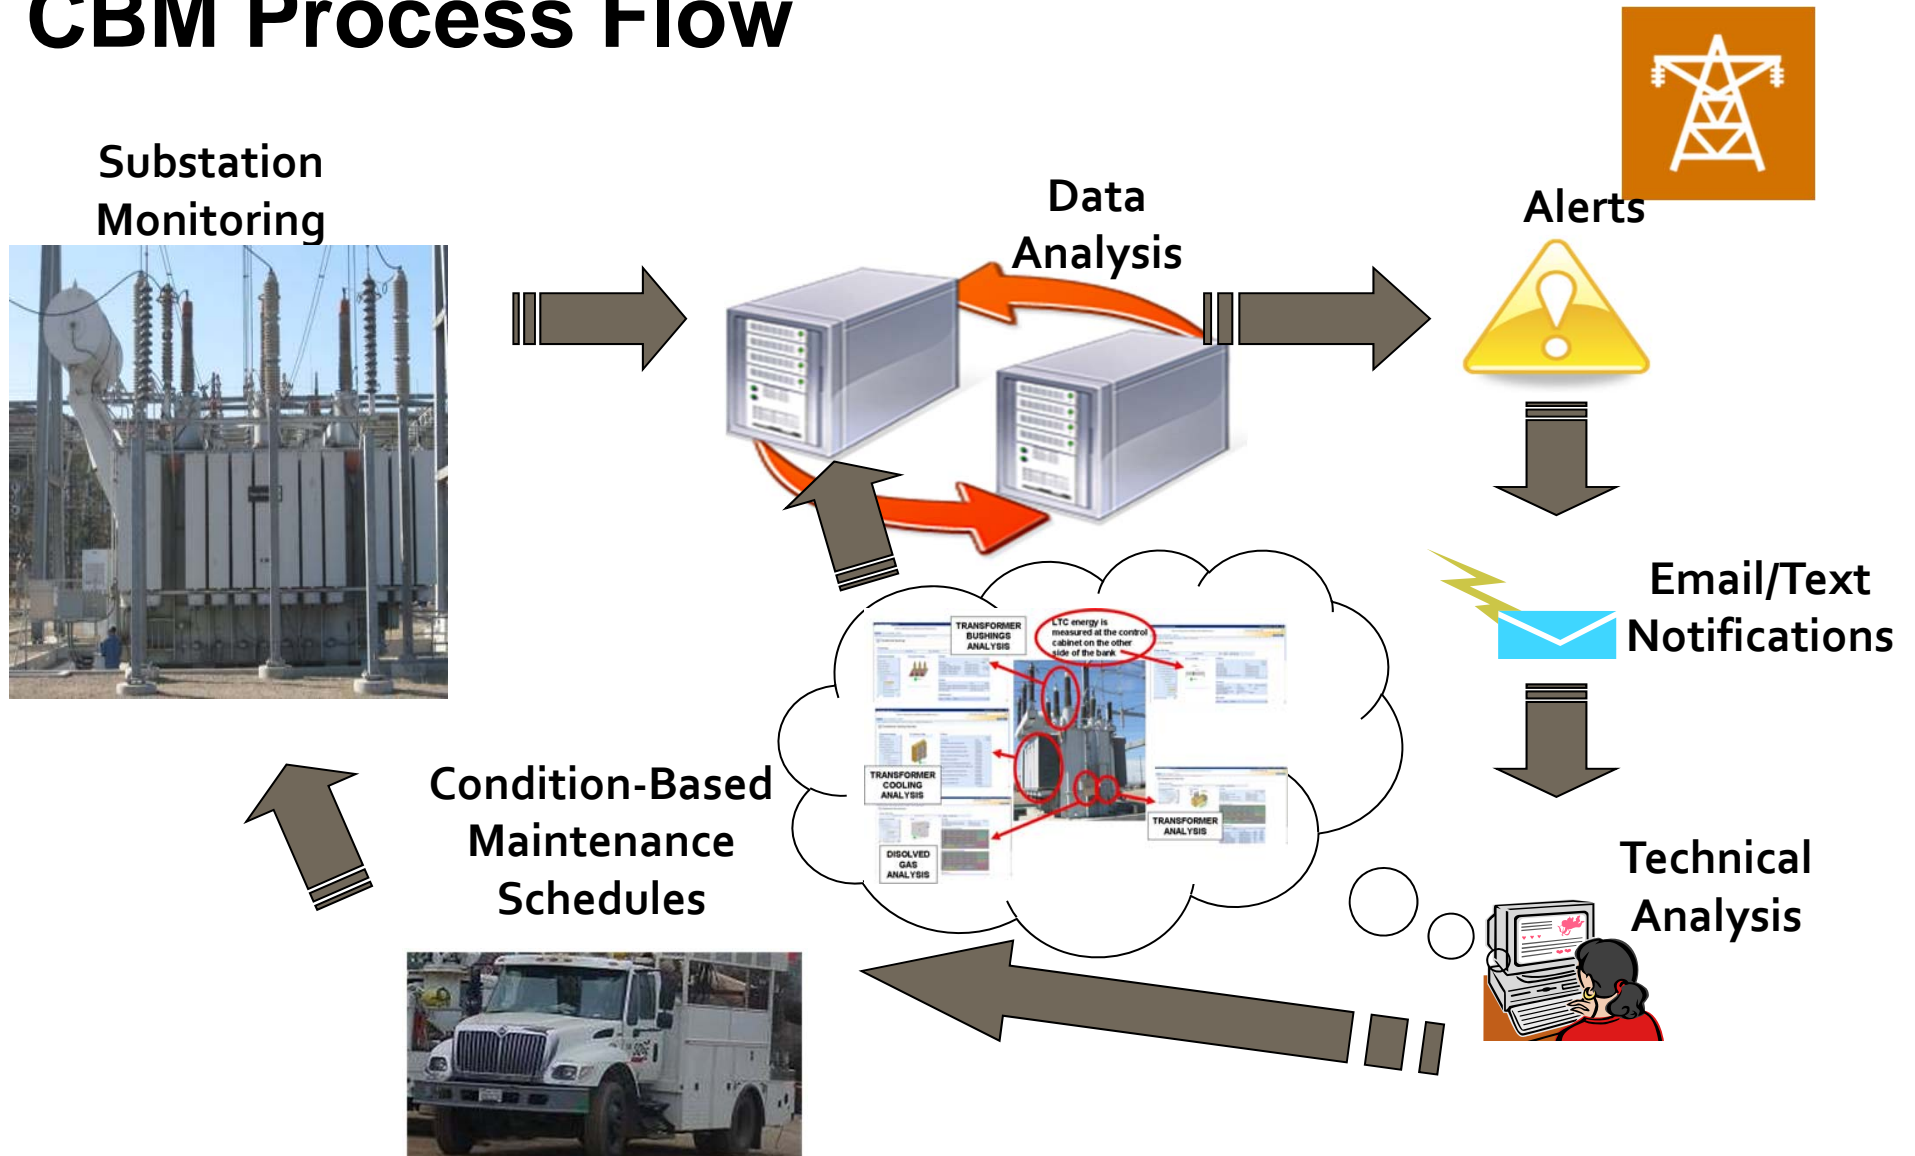 CBM Process Flow
Substation
Monitoring
Data
Analysis
Alerts
Email/Text
Notifications
Technical
Analysis
Condition-Based
Maintenance
Schedules
TRANSFORMER
BUSHINGS
ANALYSIS
LTC energy is
measured at the control
cabinet on the other
side of the bank
TRANSFORMER
COOLING
ANALYSIS
DISOLVED
GAS
ANALYSIS
TRANSFORMER
ANALYSIS